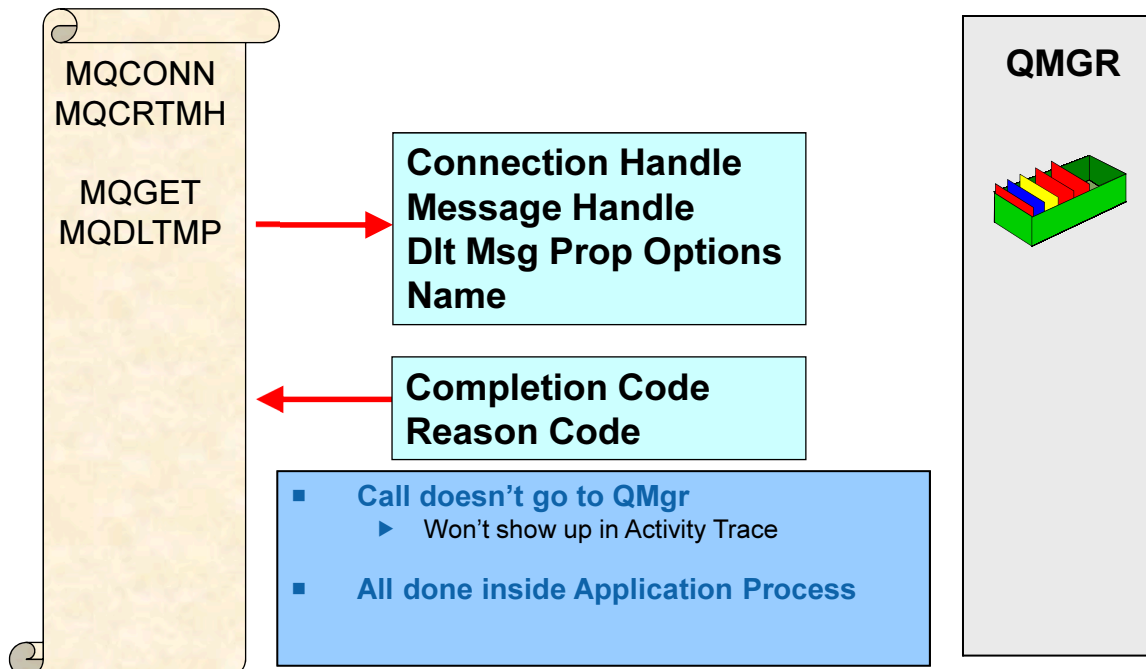 MQCONN
MQCRTMH
MQGET
MQDLTMP
Connection Handle
Message Handle
Dlt Msg Prop Options
Name
Completion Code
Reason Code
▪ Call doesn’t go to QMgr
► Won’t show up in Activity Trace
▪ All done inside Application Process
QMGR